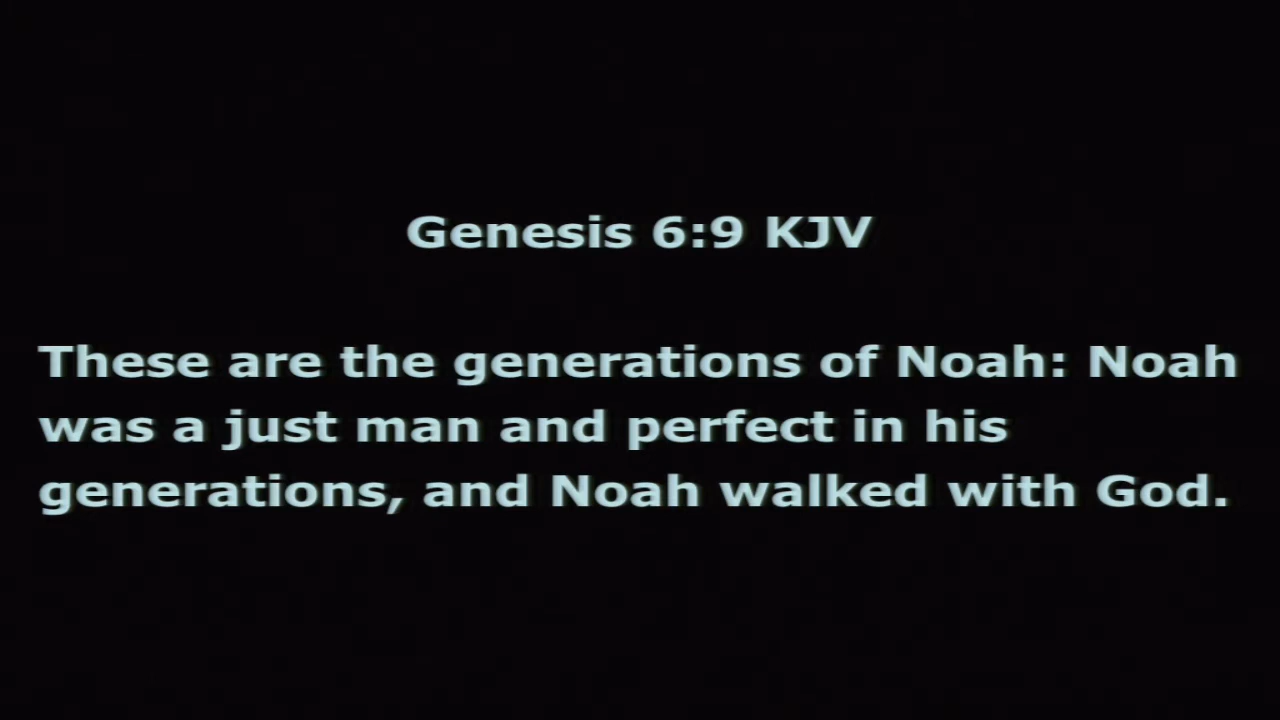 Genesis 6:9 KJV
These are the generations of Noah: Noah
was a just man and perfect in his
generations, and Noah walked with God.